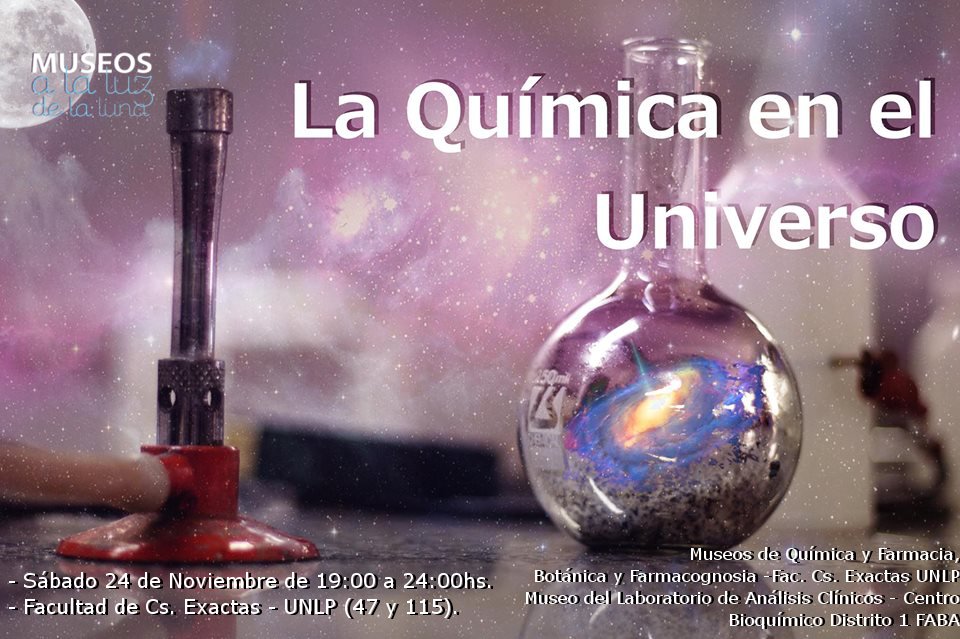 MUSEOS
a la luz
de la luna
La Química en el
Universo
- Sábado 24 de Noviembre de 19:00 a 24:00hs.
- Facultad de Cs. Exactas - UNLP (47 y 115).
Museos de Química y Farmacia,
Botánica y Farmacognosia -Fac. Cs. Exactas UNLP
Museo del Laboratorio de Análisis Clínicos - Centro
Bioquímico Distrito 1 FABA